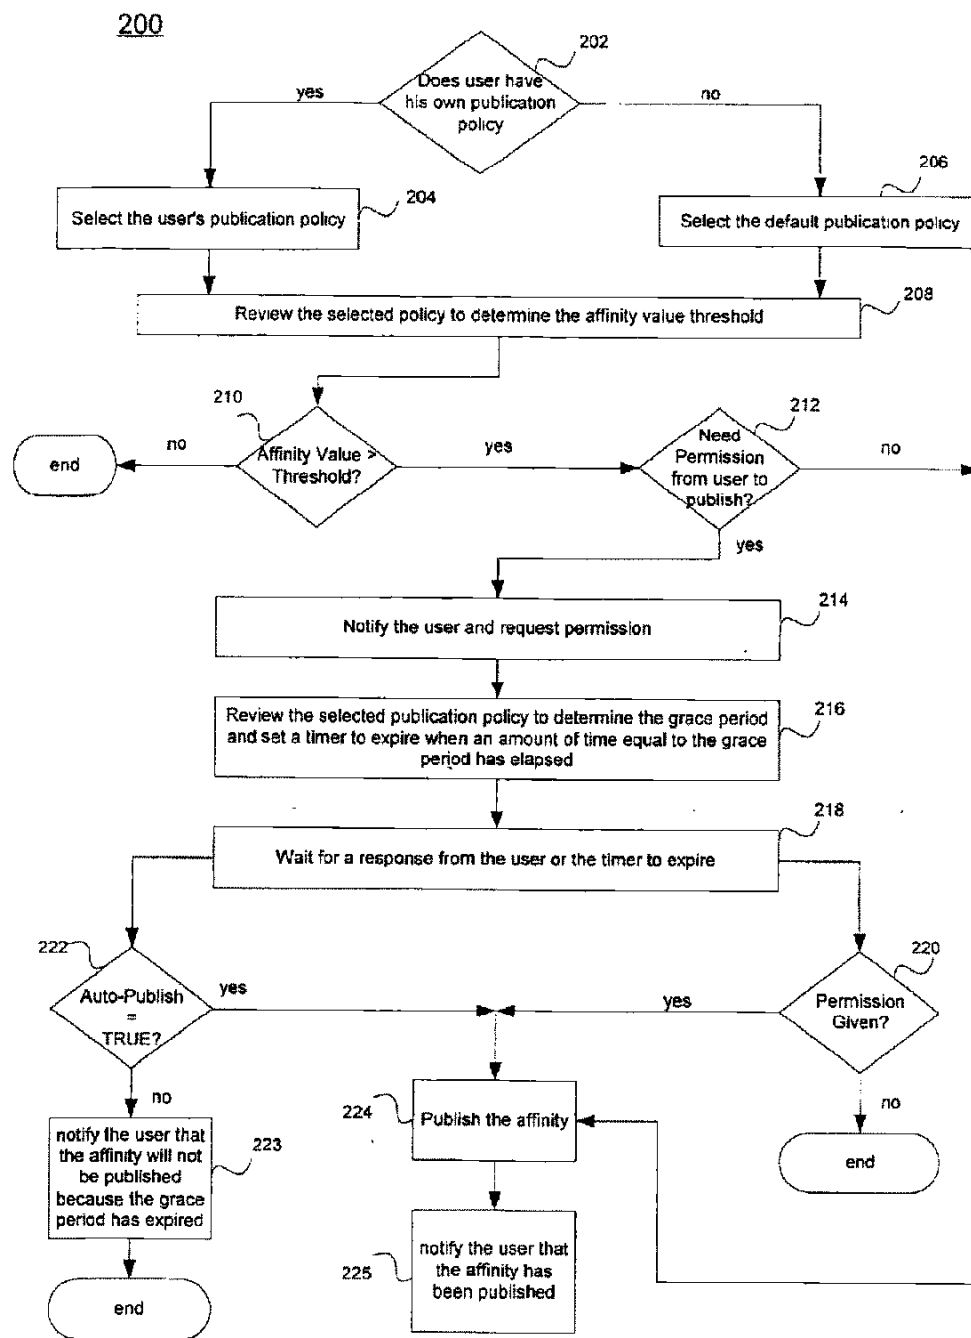 200
202
Does user have
his own publication
policy
yes
no
204
206
Select the user's publication policy
Select the default publication policy
208
Review the selected policy to determine the affinity value threshold
210
212
Need
Permission
from user to
publish?
no
yes
no
end
Affinity Value >
Threshold?
yes
214
Notify the user and request permission
216
Review the selected publication policy to determine the grace period
and set a timer to expire when an amount of time equal to the grace
period has elapsed
218
Wait for a response from the user or the timer to expire
222
220
Auto-Publish
=
TRUE?
yes
yes
Permission
Given?
no
no
224
Publish the affinity
223
notify the user that
the affinity will not
be published
because the grace
period has expired
end
225
notify the user that
the affinity has
been published
end